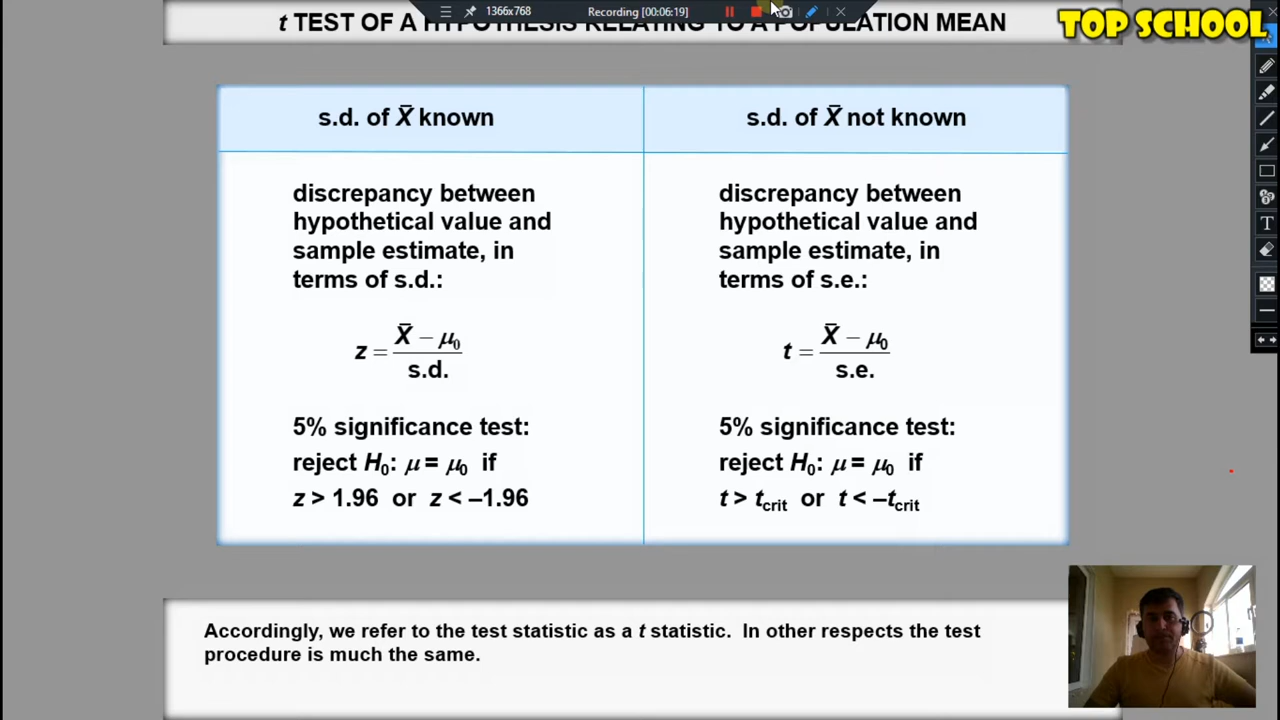 1366x768
Recording [00:06:19]
t TEST OF A HYPOTHESIS RELATING TO A POPULATION MEAN
TOP SCHOOL
s.d. of X̄ known
s.d. of X̄ not known
discrepancy between
hypothetical value and
sample estimate, in
terms of s.d.:
z = (X̄ − μ₀) / s.d.
5% significance test:
reject H₀: μ = μ₀ if
z > 1.96 or z < –1.96
discrepancy between
hypothetical value and
sample estimate, in
terms of s.e.:
t = (X̄ − μ₀) / s.e.
5% significance test:
reject H₀: μ = μ₀ if
t > tcrit or t < –tcrit
T
Accordingly, we refer to the test statistic as a t statistic. In other respects the test
procedure is much the same.